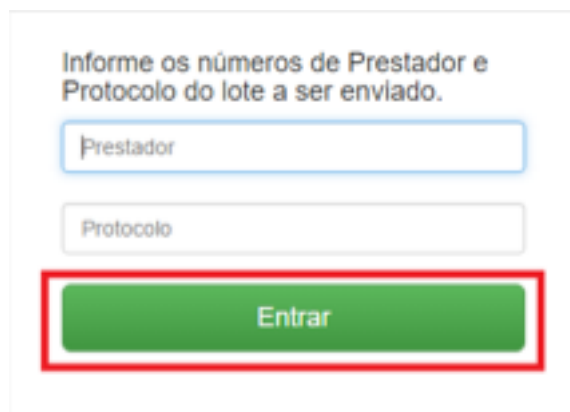 Informe os números de Prestador e
Protocolo do lote a ser enviado.
Prestador
Protocolo
Entrar